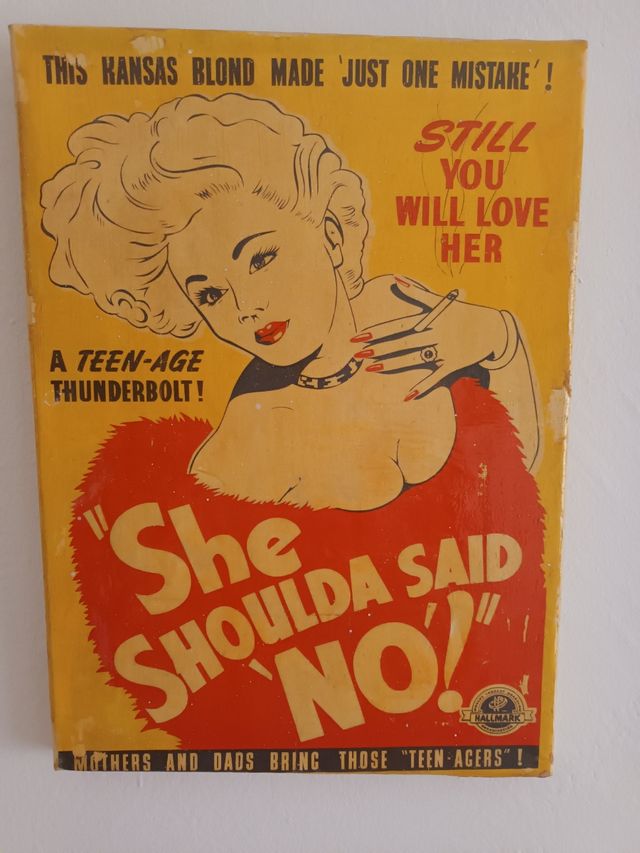 THIS KANSAS BLOND MADE 'JUST ONE MISTAKE'!
STILL
YOU
WILL LOVE
HER
A TEEN-AGE
THUNDERBOLT!
"She
SHOULDA SAID
'NO'!"
HALLMARK
MOTHERS AND DADS BRING THOSE "TEEN-AGERS"!